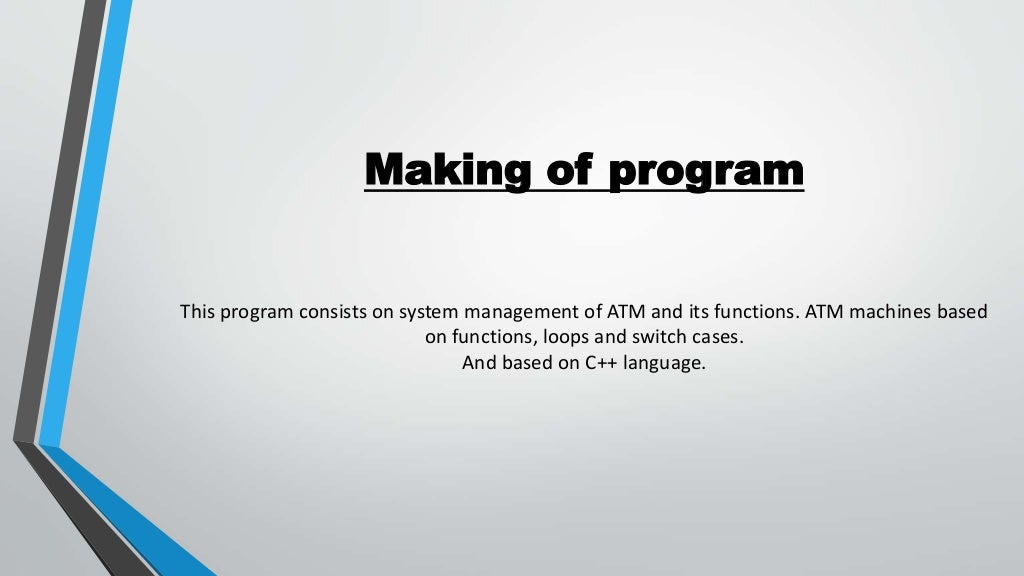 Making of program
This program consists on system management of ATM and its functions. ATM machines based
on functions, loops and switch cases.
And based on C++ language.